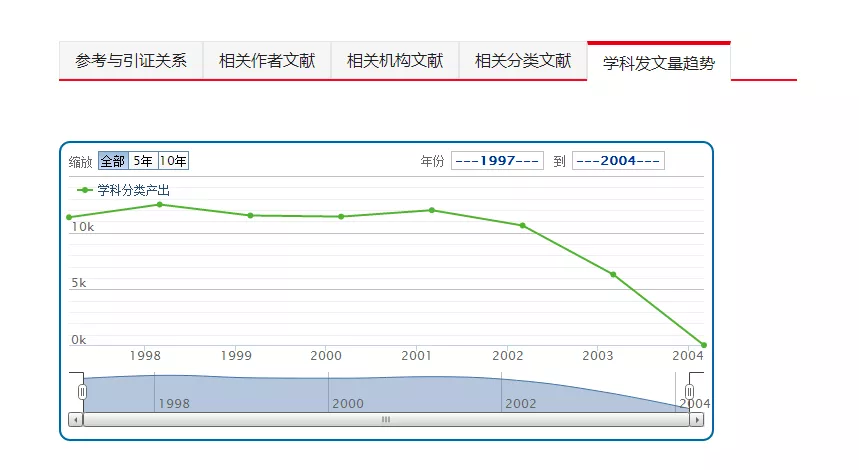 参考与引证关系 相关作者文献 相关机构文献 相关分类文献 学科发文量趋势
缩放 全部 5年 10年 年份 ---1997--- 到 ---2004---
学科分类产出
10k
5k
0k
1998 1999 2000 2001 2002 2003 2004
1998 2000 2002 2004